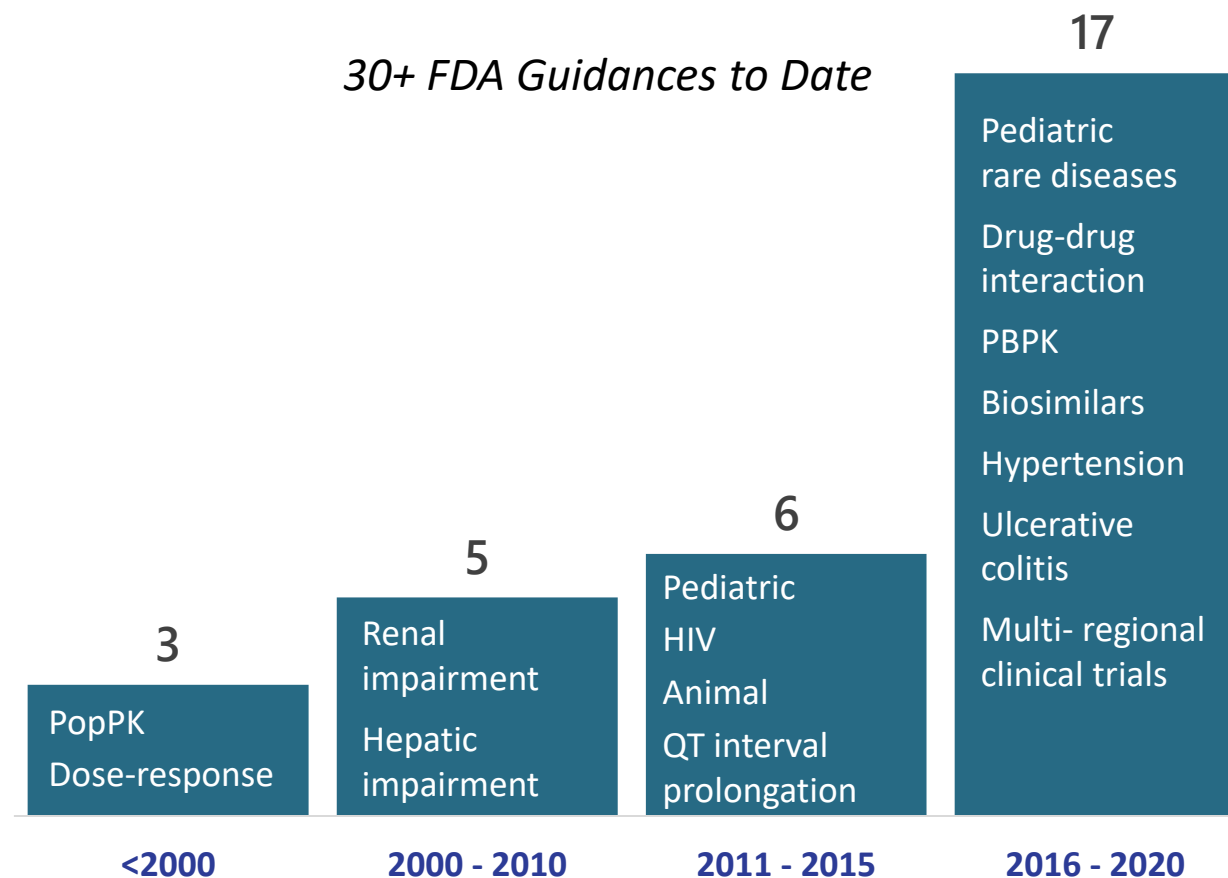 30+ FDA Guidances to Date
3
PopPK
Dose-response
<2000
5
Renal
impairment
Hepatic
impairment
2000 - 2010
6
Pediatric
HIV
Animal
QT interval
prolongation
2011 - 2015
17
Pediatric
rare diseases
Drug-drug
interaction
PBPK
Biosimilars
Hypertension
Ulcerative
colitis
Multi- regional
clinical trials
2016 - 2020